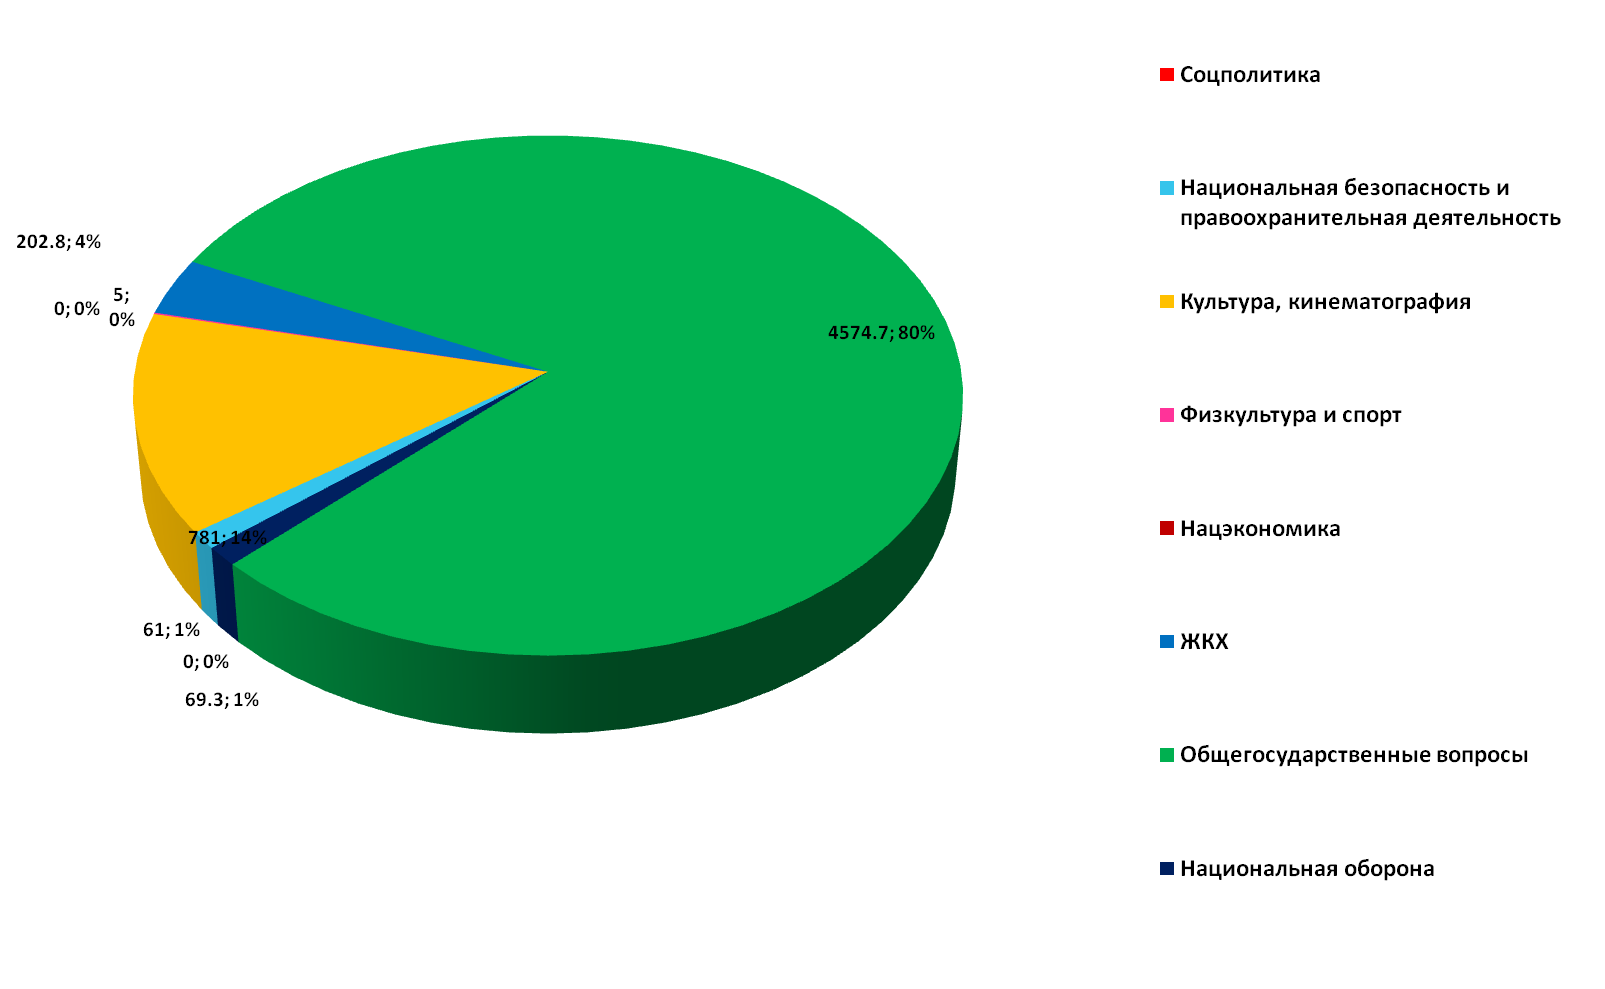 202.8; 4%
0; 0%
5;
0%
4574.7; 80%
781; 14%
61; 1%
0; 0%
69.3; 1%
Соцполитика
Национальная безопасность и
правоохранительная деятельность
Культура, кинематография
Физкультура и спорт
Нацэкономика
ЖКХ
Общегосударственные вопросы
Национальная оборона